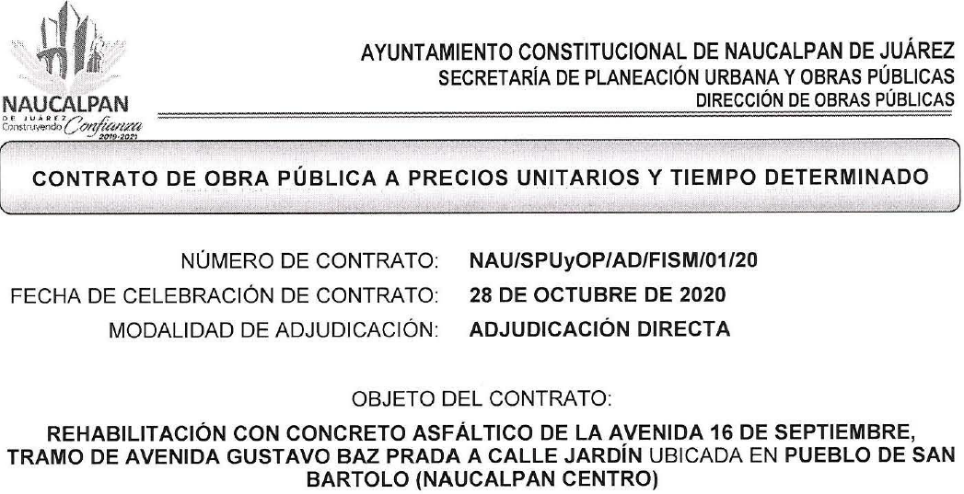 NAUCALPAN
DE JUÁREZ
Construyendo Confianza
2019-2021
AYUNTAMIENTO CONSTITUCIONAL DE NAUCALPAN DE JUÁREZ
SECRETARÍA DE PLANEACIÓN URBANA Y OBRAS PÚBLICAS
DIRECCIÓN DE OBRAS PÚBLICAS
CONTRATO DE OBRA PÚBLICA A PRECIOS UNITARIOS Y TIEMPO DETERMINADO
NÚMERO DE CONTRATO: NAU/SPUyOP/AD/FISM/01/20
FECHA DE CELEBRACIÓN DE CONTRATO: 28 DE OCTUBRE DE 2020
MODALIDAD DE ADJUDICACIÓN: ADJUDICACIÓN DIRECTA
OBJETO DEL CONTRATO:
REHABILITACIÓN CON CONCRETO ASFÁLTICO DE LA AVENIDA 16 DE SEPTIEMBRE,
TRAMO DE AVENIDA GUSTAVO BAZ PRADA A CALLE JARDÍN UBICADA EN PUEBLO DE SAN
BARTOLO (NAUCALPAN CENTRO)